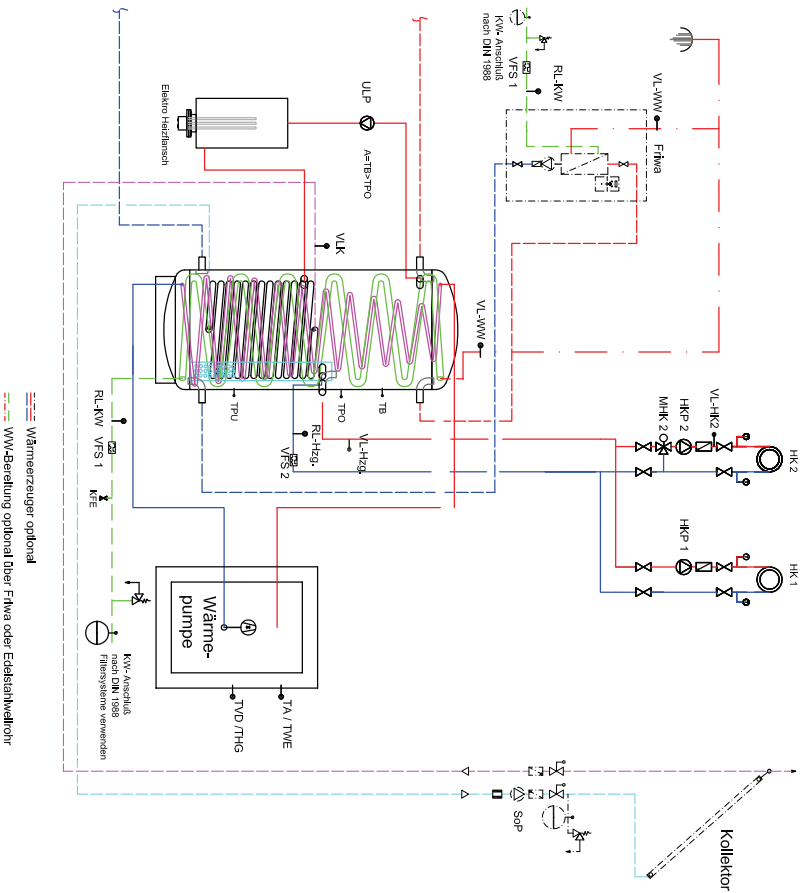 KW- Anschluß
nach DIN 1988
VFS 1
RL-KW
VL-WW
Friwa
Elektro Heizflansch
ULP
A=TB>TPO
VLK
VL-WW
TPU
TPO
TB
RL-KW
VFS 1
KFE
RL-Hzg.
VFS 2
VL-Hzg.
VL-HK2
HKP 2
MHK 2
HK 2
HKP 1
HK 1
Wärme-
pumpe
TVD /THG
TA / TWE
KW- Anschluß
nach DIN 1988
Filtersysteme verwenden
SoP
Kollektor
Wärmeerzeuger optional
WW-Bereitung optional über Friwa oder Edelstahlwellrohr